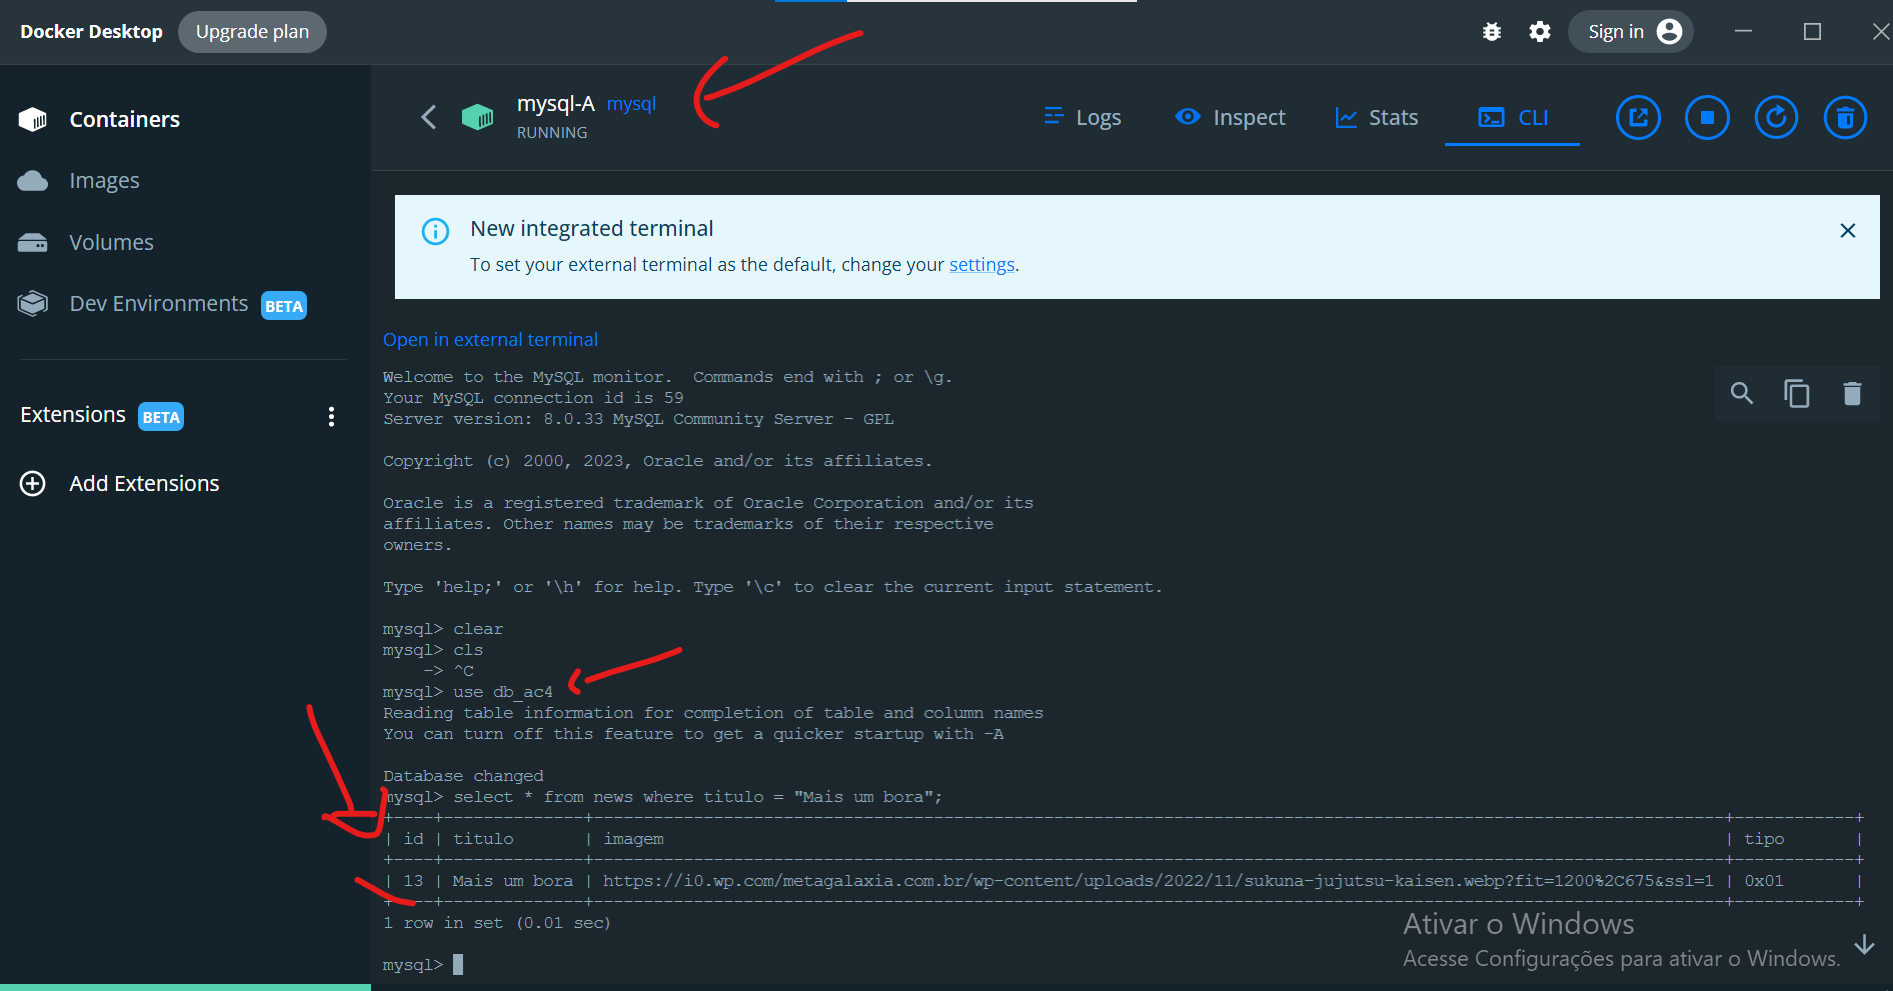 Docker Desktop Upgrade plan Sign in
Containers
Images
Volumes
Dev Environments BETA
Extensions BETA
Add Extensions
mysql-A mysql
RUNNING
Logs Inspect Stats CLI
New integrated terminal
To set your external terminal as the default, change your settings.
Open in external terminal
Welcome to the MySQL monitor.  Commands end with ; or \g.
Your MySQL connection id is 59
Server version: 8.0.33 MySQL Community Server - GPL
Copyright (c) 2000, 2023, Oracle and/or its affiliates.
Oracle is a registered trademark of Oracle Corporation and/or its
affiliates. Other names may be trademarks of their respective
owners.
Type 'help;' or '\h' for help. Type '\c' to clear the current input statement.
mysql> clear
mysql> cls
    -> ^C
mysql> use db_ac4
Reading table information for completion of table and column names
You can turn off this feature to get a quicker startup with -A
Database changed
mysql> select * from news where titulo = "Mais um bora";
| id | titulo | imagem | tipo |
| 13 | Mais um bora | https://i0.wp.com/metagalaxia.com.br/wp-content/uploads/2022/11/sukuna-jujutsu-kaisen.webp?fit=1200%2C675&ssl=1 | 0x01 |
1 row in set (0.01 sec)
mysql>
Ativar o Windows
Acesse Configurações para ativar o Windows.